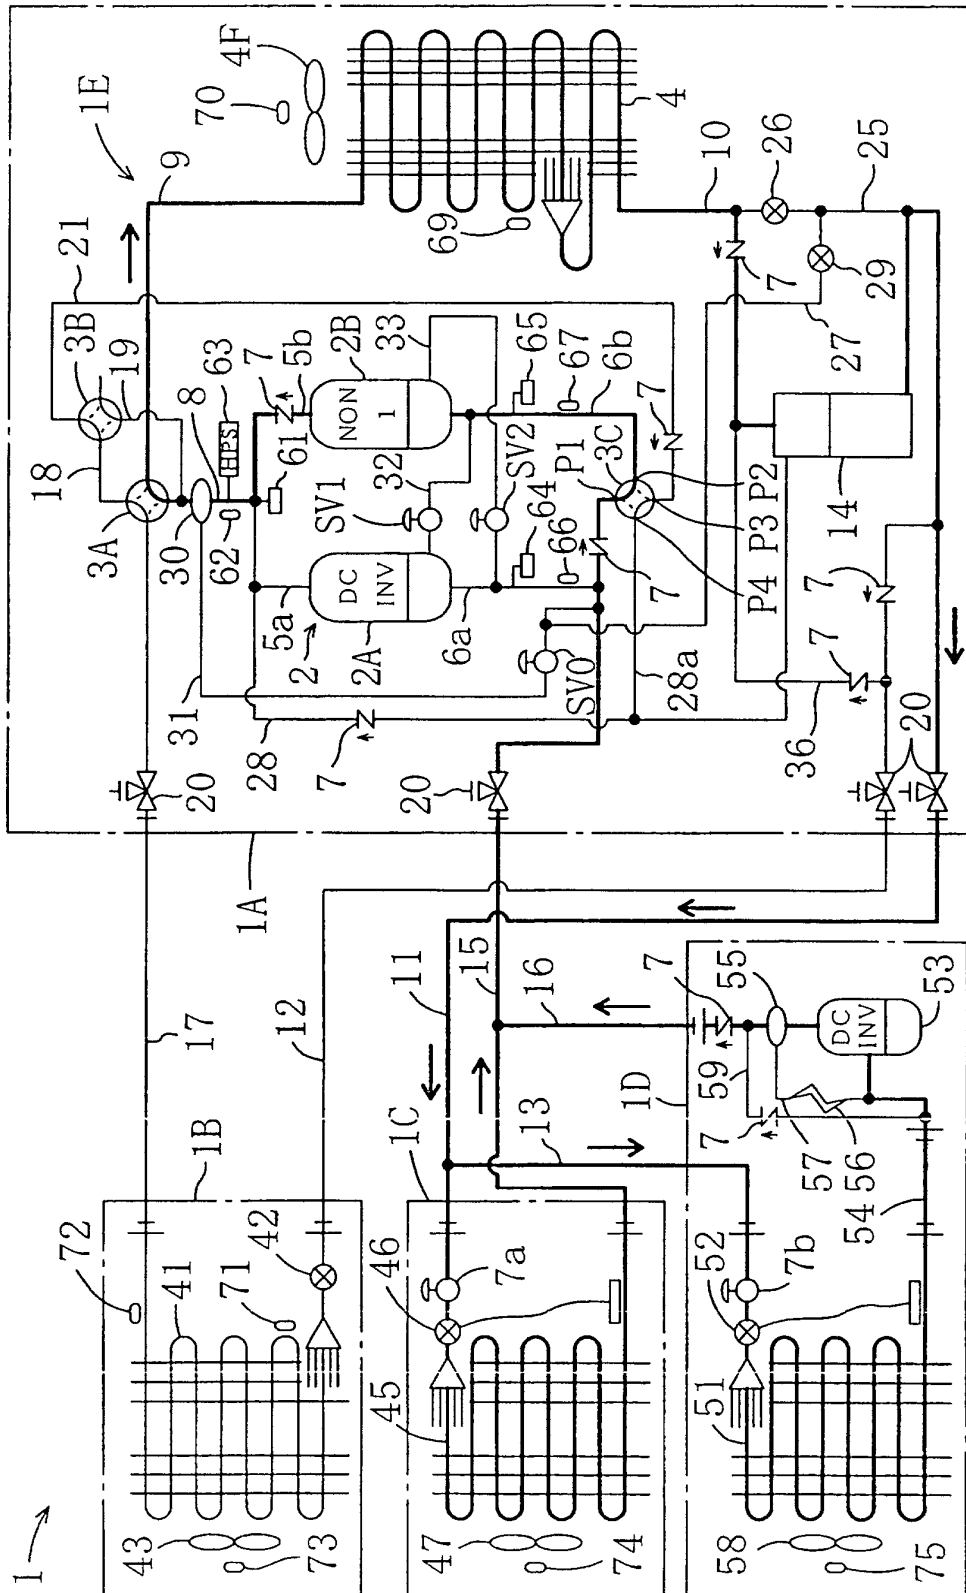 1
18
3B
21
72
17
3A
19
1E
9
43
41
1B
20
31
30
8
70
4F
73
71
42
12
1A
28
62
HPS
63
5a
61
7
5b
2
DC
INV
2A
SV1
NON
1
2B
32
33
47
45
46
7a
1C
11
7
6a
SV2
65
69
74
15
20
SV0
66
64
67
13
16
P1
6b
4
7
3C
7
28a
P4
P3
P2
58
51
52
7b
1D
59
7
55
10
26
75
54
56
57
7
DC
INV
53
36
7
7
14
27
7
29
25
20